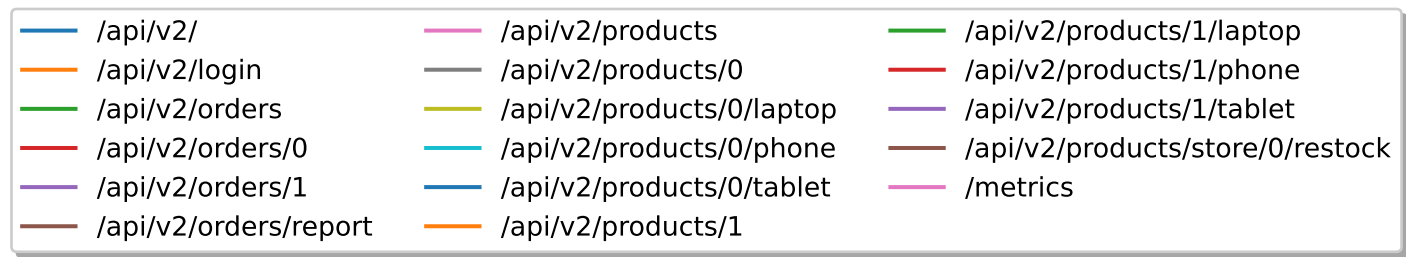 /api/v2/
/api/v2/login
/api/v2/orders
/api/v2/orders/0
/api/v2/orders/1
/api/v2/orders/report
/api/v2/products
/api/v2/products/0
/api/v2/products/0/laptop
/api/v2/products/0/phone
/api/v2/products/0/tablet
/api/v2/products/1
/api/v2/products/1/laptop
/api/v2/products/1/phone
/api/v2/products/1/tablet
/api/v2/products/store/0/restock
/metrics